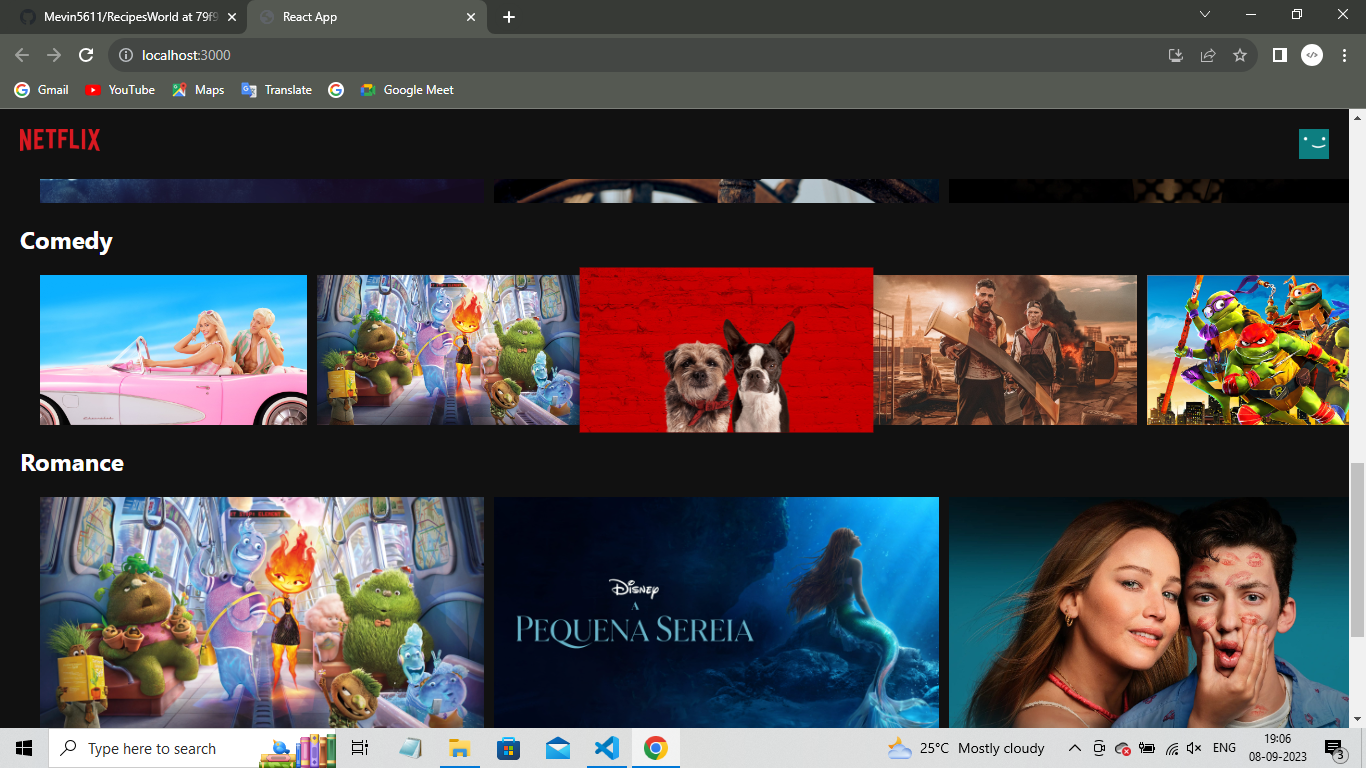 Mevin5611/RecipesWorld at 79f9
React App
localhost:3000
Gmail
YouTube
Maps
Translate
Google Meet
NETFLIX
Comedy
Romance
Disney
A
PEQUENA SEREIA
Type here to search
25°C Mostly cloudy
ENG
19:06
08-09-2023
3